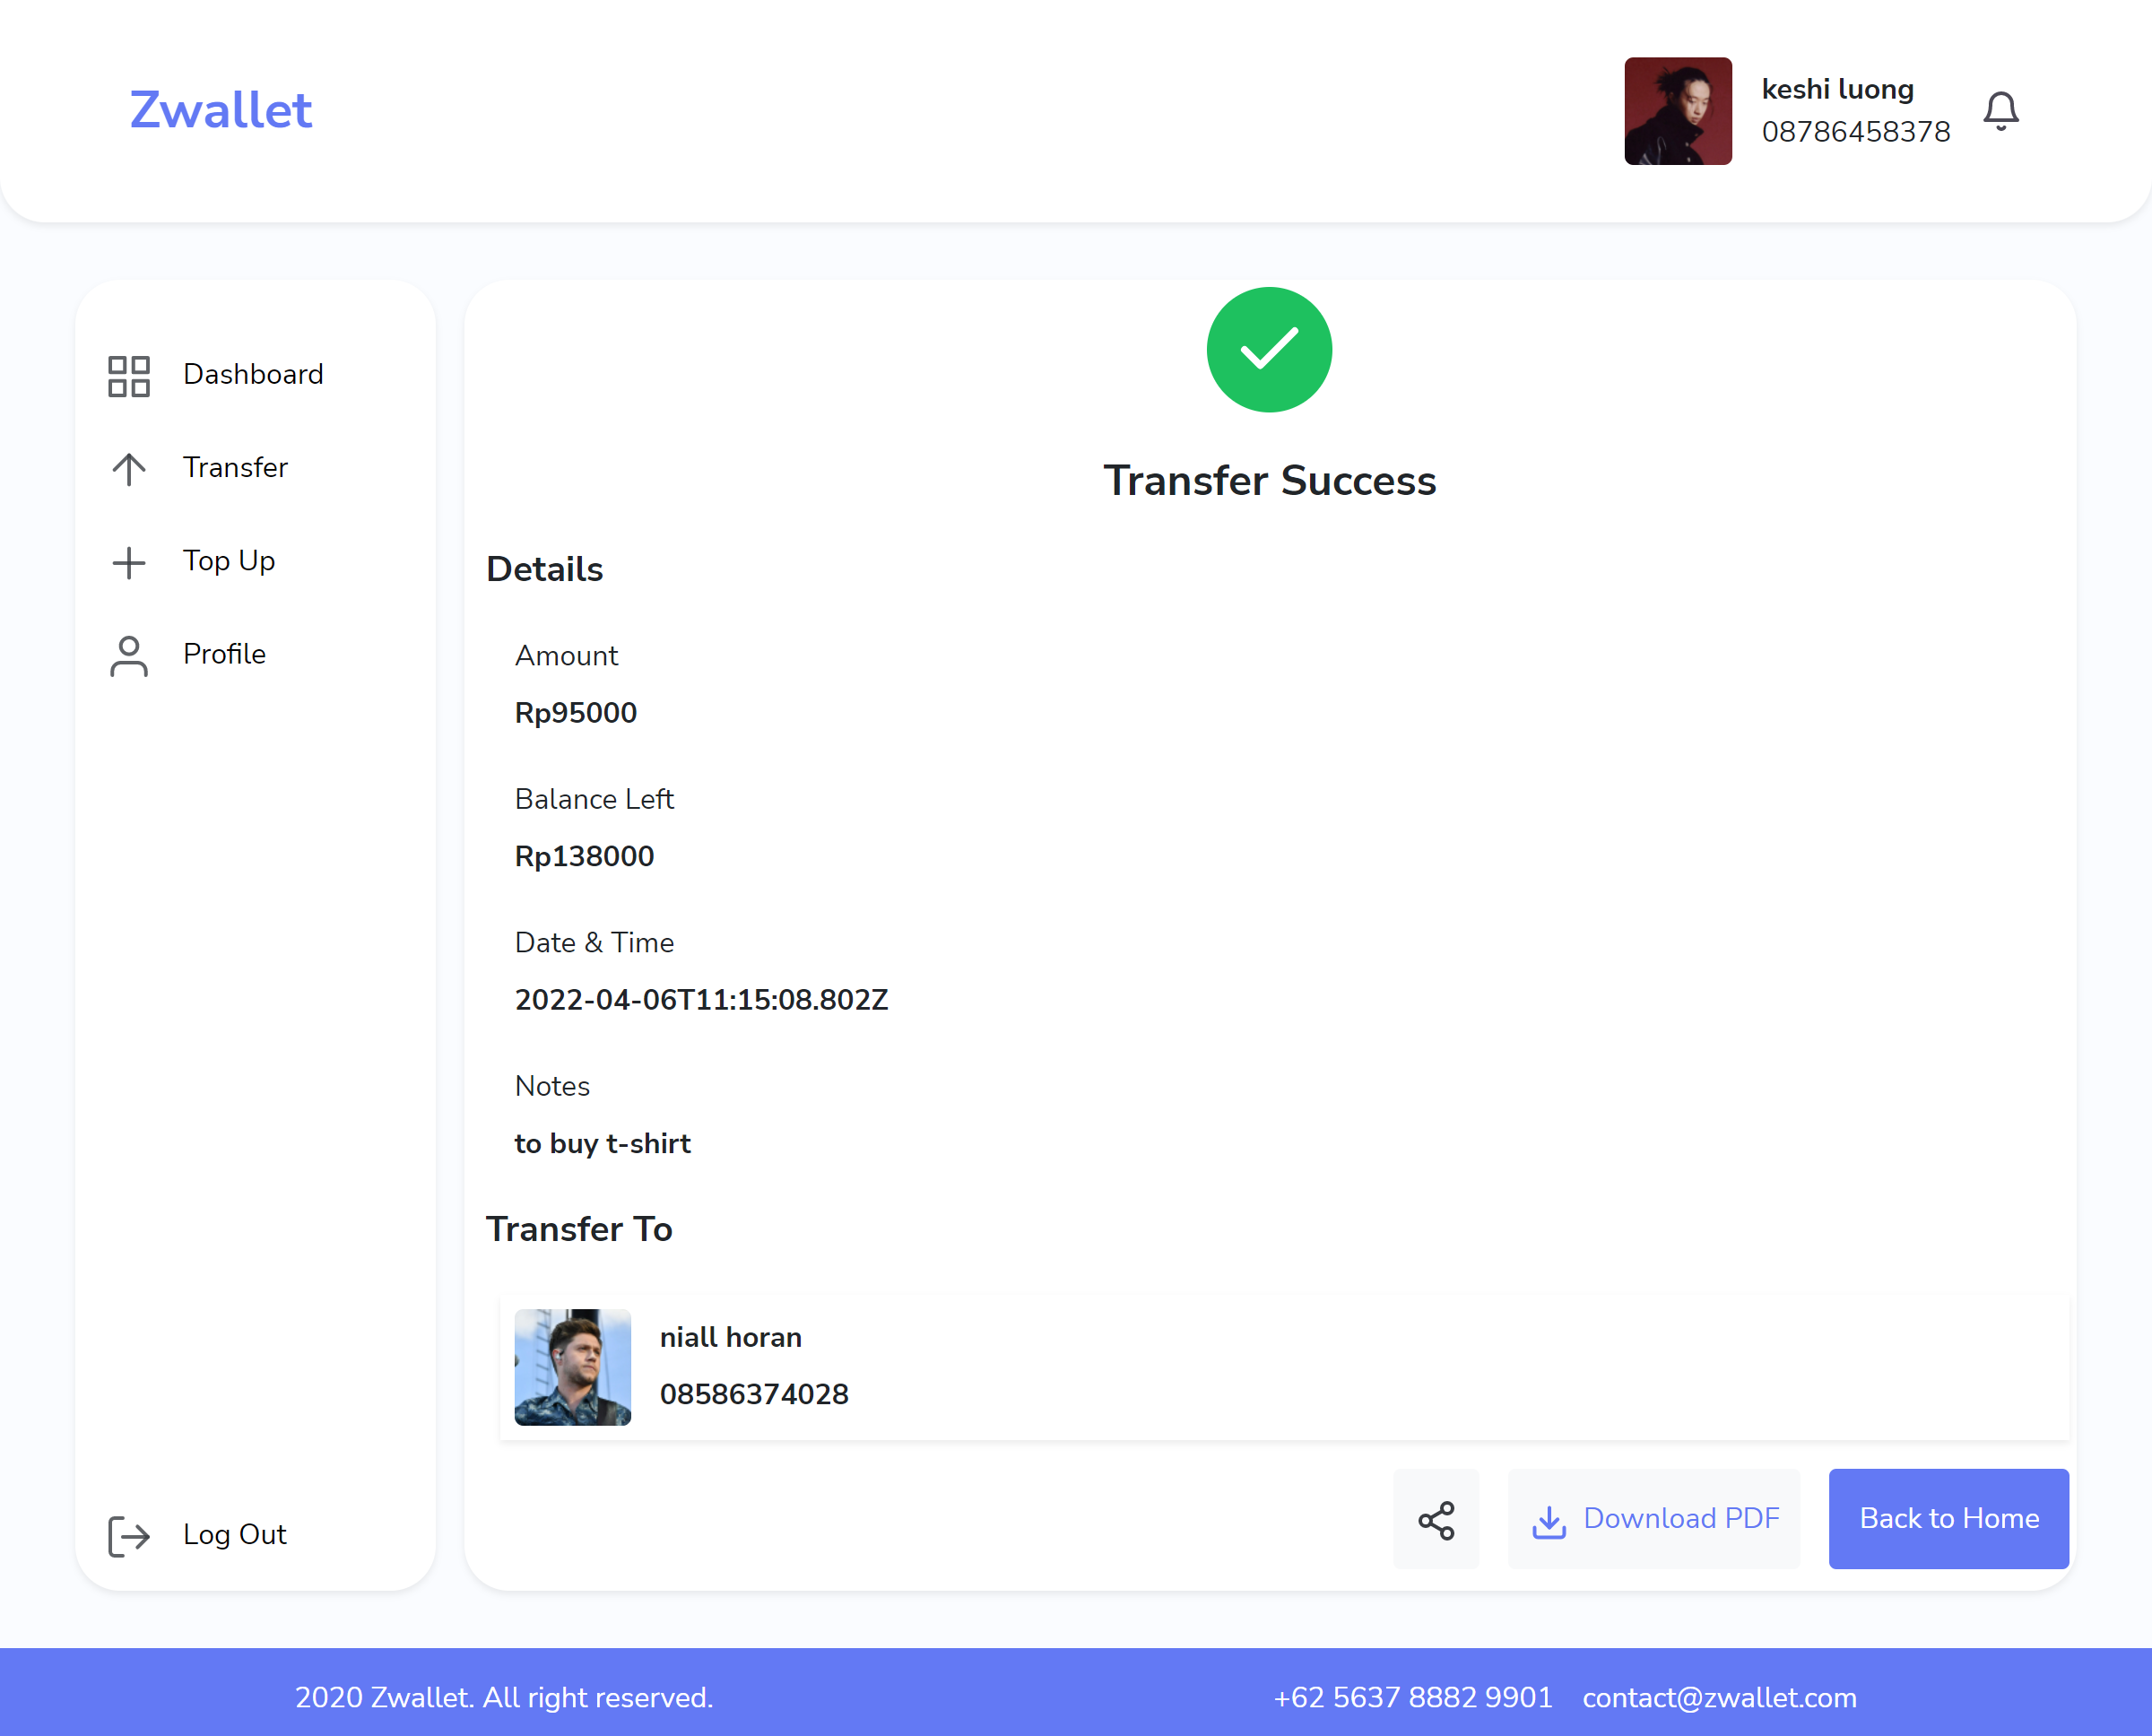 Zwallet
keshi luong
08786458378
Dashboard
Transfer
Top Up
Profile
Log Out
Transfer Success
Details
Amount
Rp95000
Balance Left
Rp138000
Date & Time
2022-04-06T11:15:08.802Z
Notes
to buy t-shirt
Transfer To
niall horan
08586374028
Download PDF
Back to Home
2020 Zwallet. All right reserved.
+62 5637 8882 9901
contact@zwallet.com